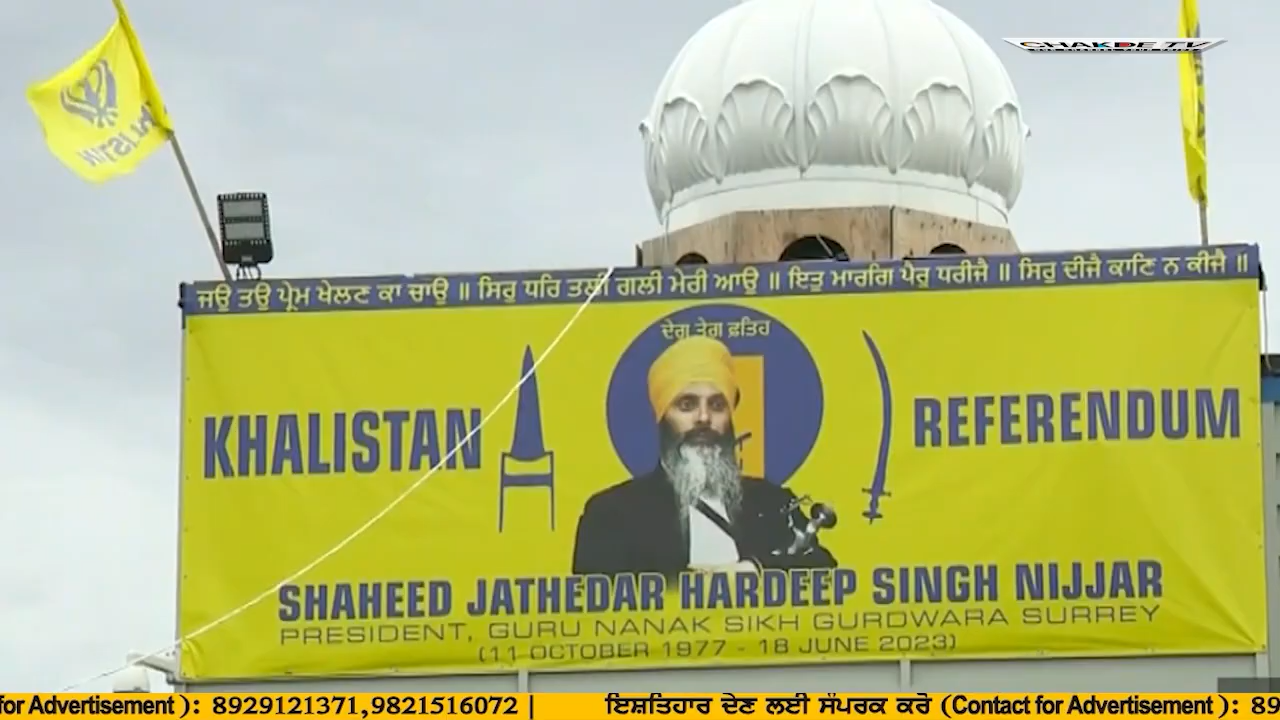 CHAKDE TV
ਜਉ ਤਉ ਪ੍ਰੇਮ ਖੇਲਣ ਕਾ ਚਾਉ ॥ ਸਿਰੁ ਧਰਿ ਤਲੀ ਗਲੀ ਮੇਰੀ ਆਉ ॥ ਇਤੁ ਮਾਰਗਿ ਪੈਰੁ ਧਰੀਜੈ ॥ ਸਿਰੁ ਦੀਜੈ ਕਾਣਿ ਨ ਕੀਜੈ ॥
ਦੇਗ ਤੇਗ ਫ਼ਤਿਹ
KHALISTAN REFERENDUM
SHAHEED JATHEDAR HARDEEP SINGH NIJJAR
PRESIDENT, GURU NANAK SIKH GURDWARA SURREY
(11 OCTOBER 1977 - 18 JUNE 2023)
for Advertisement ): 8929121371,9821516072 | ਇਸ਼ਤਿਹਾਰ ਦੇਣ ਲਈ ਸੰਪਰਕ ਕਰੋ (Contact for Advertisement ): 89